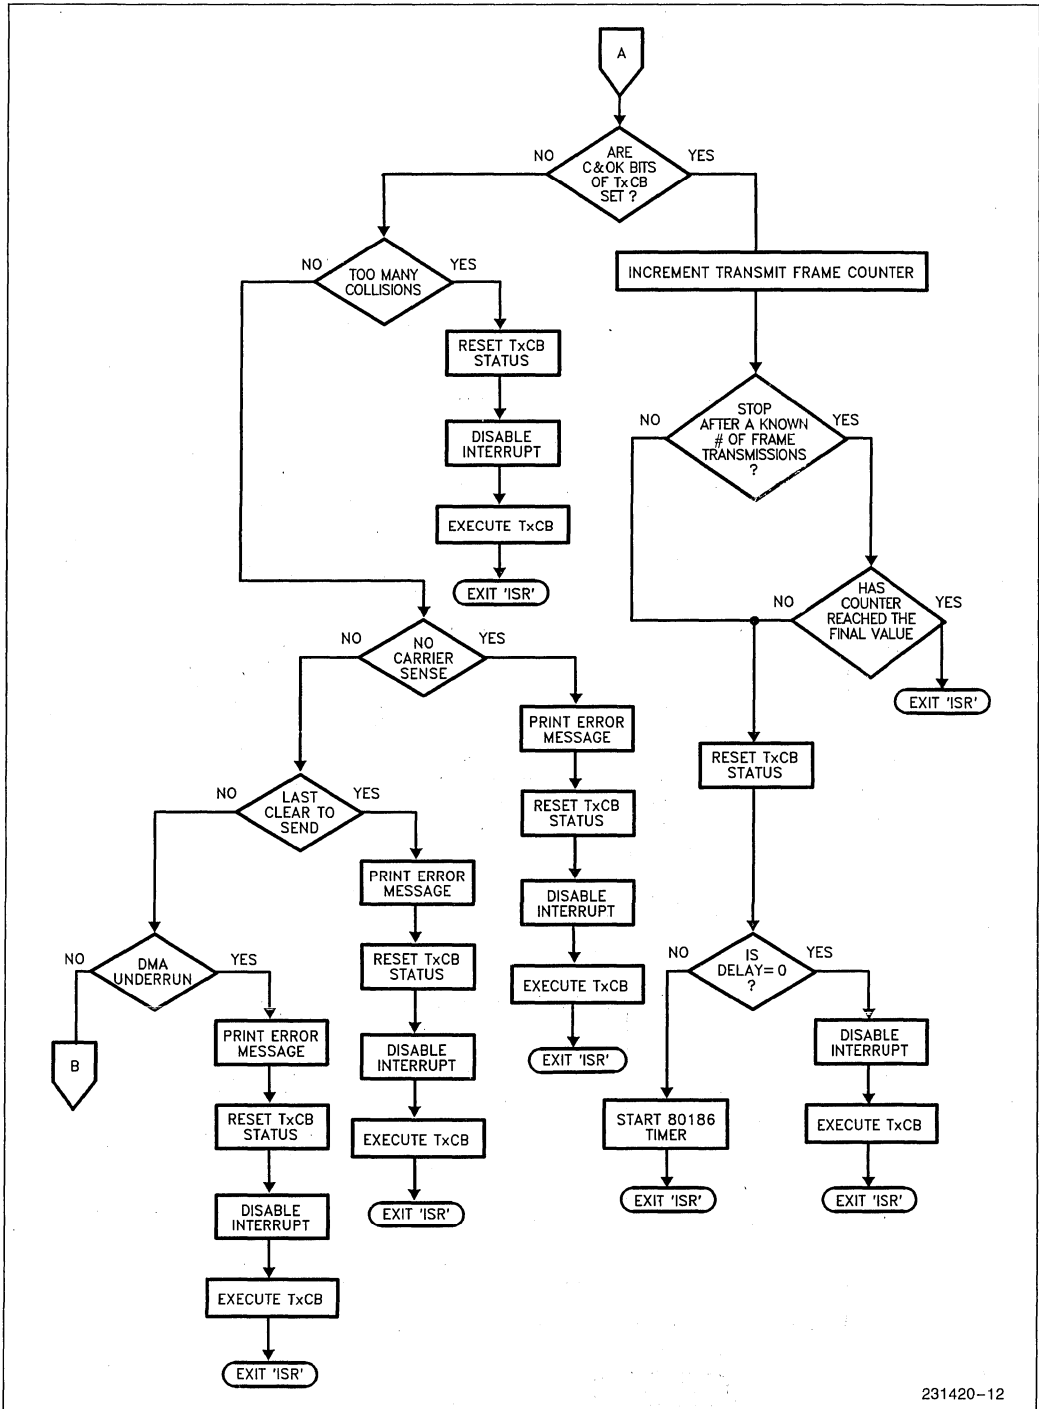 A
ARE
C & OK BITS
OF TxCB
SET ?
NO
YES
TOO MANY
COLLISIONS
NO
YES
INCREMENT TRANSMIT FRAME COUNTER
RESET TxCB
STATUS
DISABLE
INTERRUPT
EXECUTE TxCB
EXIT 'ISR'
STOP
AFTER A KNOWN
# OF FRAME
TRANSMISSIONS
?
NO
YES
HAS
COUNTER
REACHED THE
FINAL VALUE
NO
YES
EXIT 'ISR'
NO
CARRIER
SENSE
NO
YES
PRINT ERROR
MESSAGE
RESET TxCB
STATUS
DISABLE
INTERRUPT
EXECUTE TxCB
EXIT 'ISR'
RESET TxCB
STATUS
LAST
CLEAR TO
SEND
NO
YES
PRINT ERROR
MESSAGE
RESET TxCB
STATUS
DISABLE
INTERRUPT
EXECUTE TxCB
EXIT 'ISR'
IS
DELAY= 0
?
NO
YES
START 80186
TIMER
EXIT 'ISR'
DISABLE
INTERRUPT
EXECUTE TxCB
EXIT 'ISR'
DMA
UNDERRUN
NO
YES
B
PRINT ERROR
MESSAGE
RESET TxCB
STATUS
DISABLE
INTERRUPT
EXECUTE TxCB
EXIT 'ISR'
231420-12